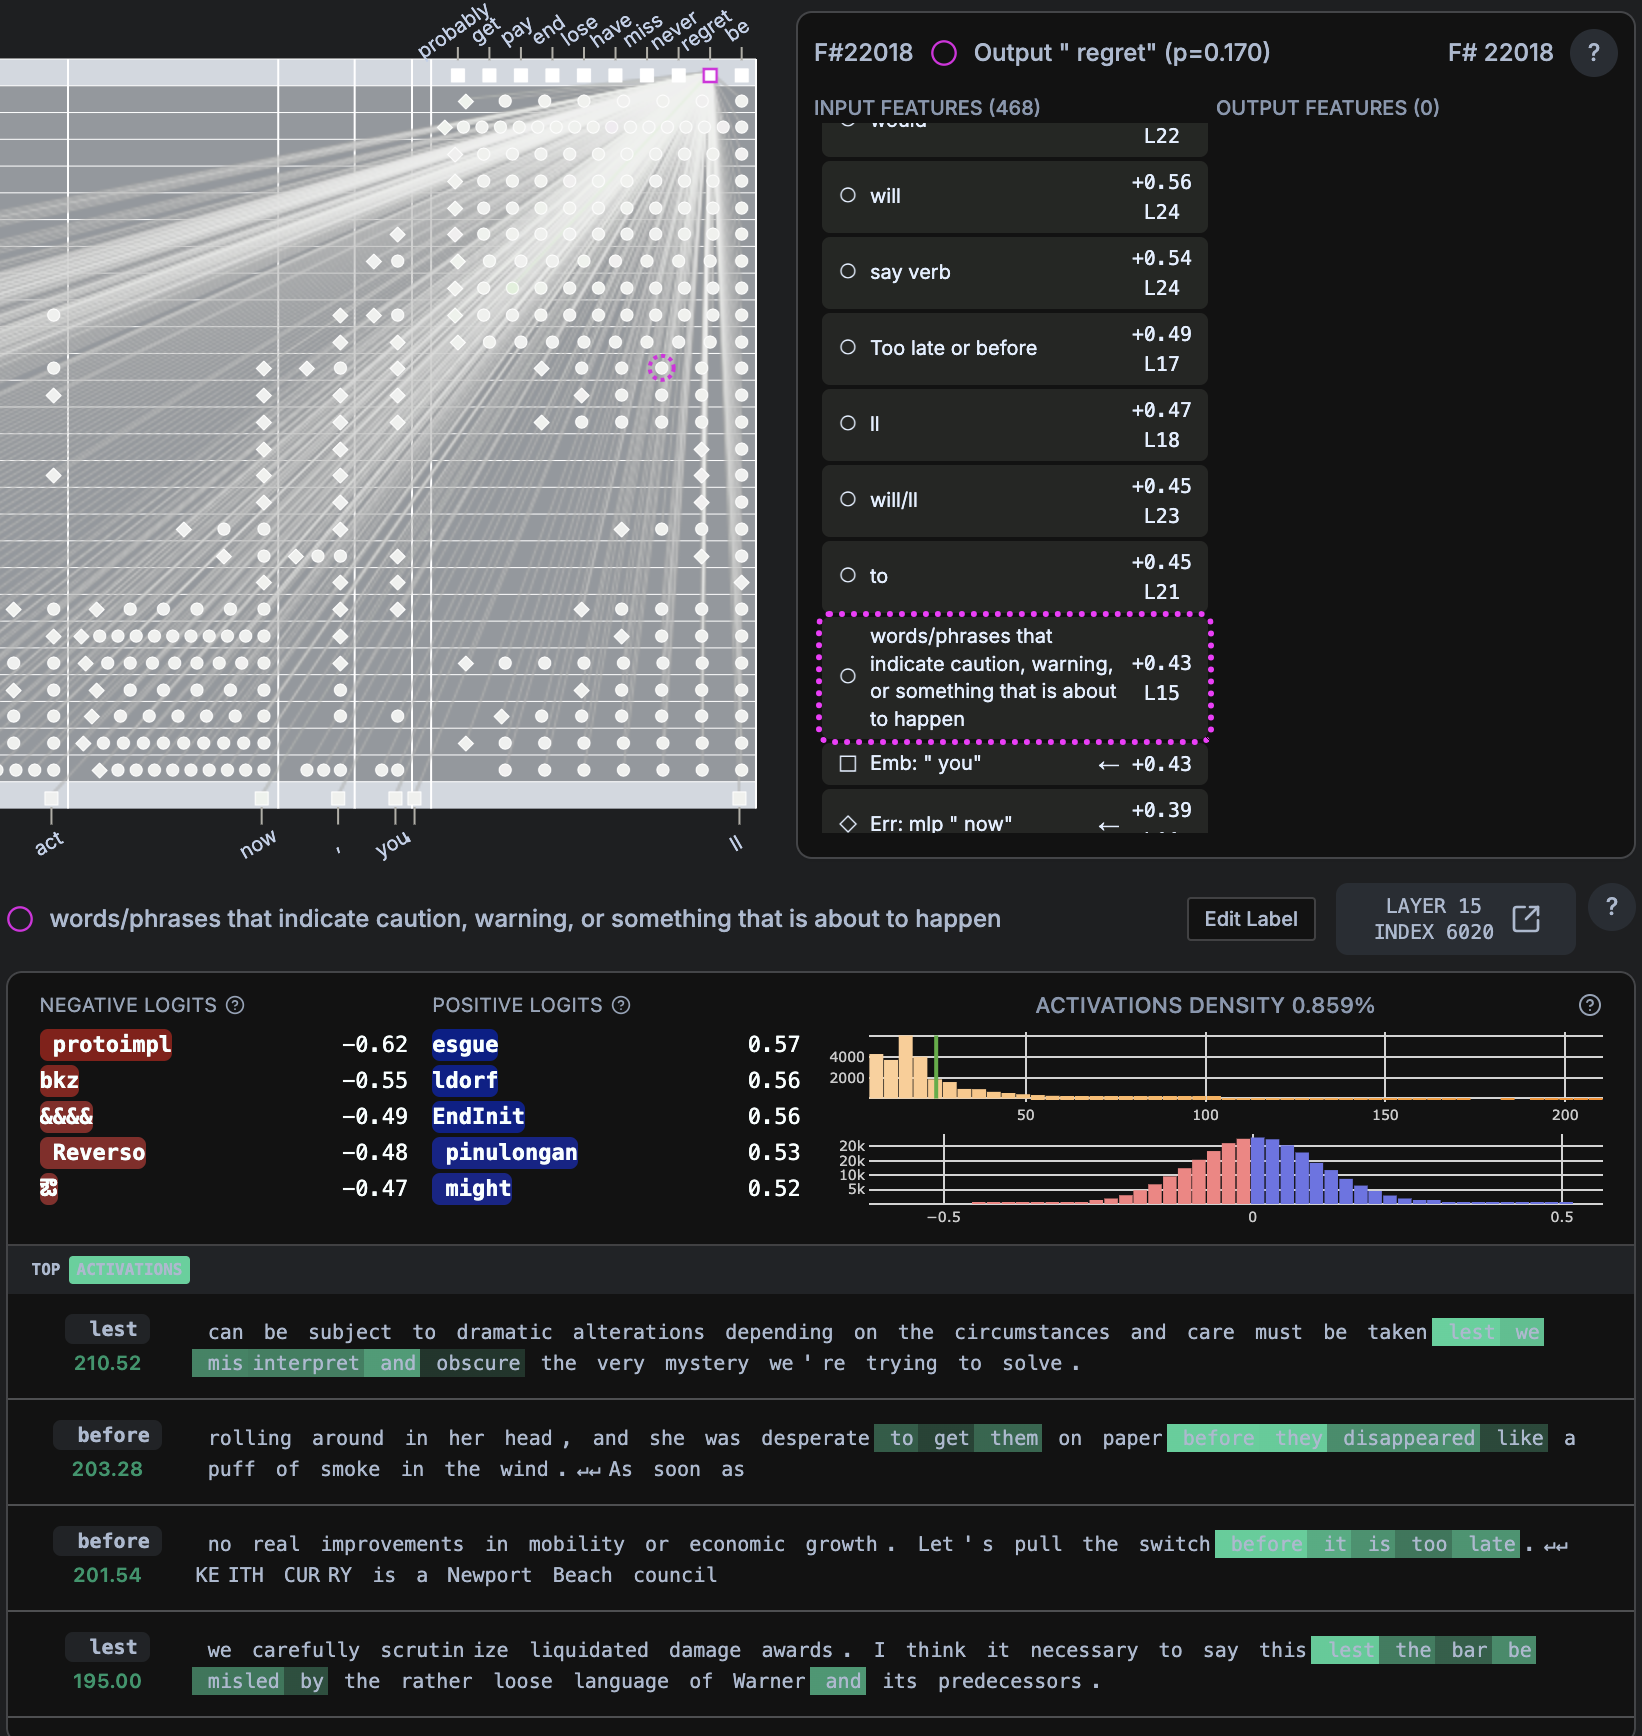 probably get pay end lose have miss never regret be
act now , you ll
F#22018 Output " regret" (p=0.170) F# 22018 ?
INPUT FEATURES (468) OUTPUT FEATURES (0)
would L22
will +0.56 L24
say verb +0.54 L24
Too late or before +0.49 L17
ll +0.47 L18
will/ll +0.45 L23
to +0.45 L21
words/phrases that
indicate caution, warning,
or something that is about
to happen
+0.43 L15
Emb: " you" ← +0.43
Err: mlp " now" ← +0.39
words/phrases that indicate caution, warning, or something that is about to happen
Edit Label
LAYER 15
INDEX 6020
?
NEGATIVE LOGITS ? POSITIVE LOGITS ? ACTIVATIONS DENSITY 0.859% ?
protoimpl -0.62 esgue 0.57
bkz -0.55 ldorf 0.56
&&&& -0.49 EndInit 0.56
Reverso -0.48 pinulongan 0.53
-0.47 might 0.52
4000
2000
50 100 150 200
20k
20k
10k
5k
−0.5 0 0.5
TOP ACTIVATIONS
lest
210.52
can be subject to dramatic alterations depending on the circumstances and care must be taken lest we
mis interpret and obscure the very mystery we ' re trying to solve .
before
203.28
rolling around in her head , and she was desperate to get them on paper before they disappeared like a
puff of smoke in the wind . ↵↵ As soon as
before
201.54
no real improvements in mobility or economic growth . Let ' s pull the switch before it is too late . ↵↵
KE ITH CUR RY is a Newport Beach council
lest
195.00
we carefully scrutin ize liquidated damage awards . I think it necessary to say this lest the bar be
misled by the rather loose language of Warner and its predecessors .